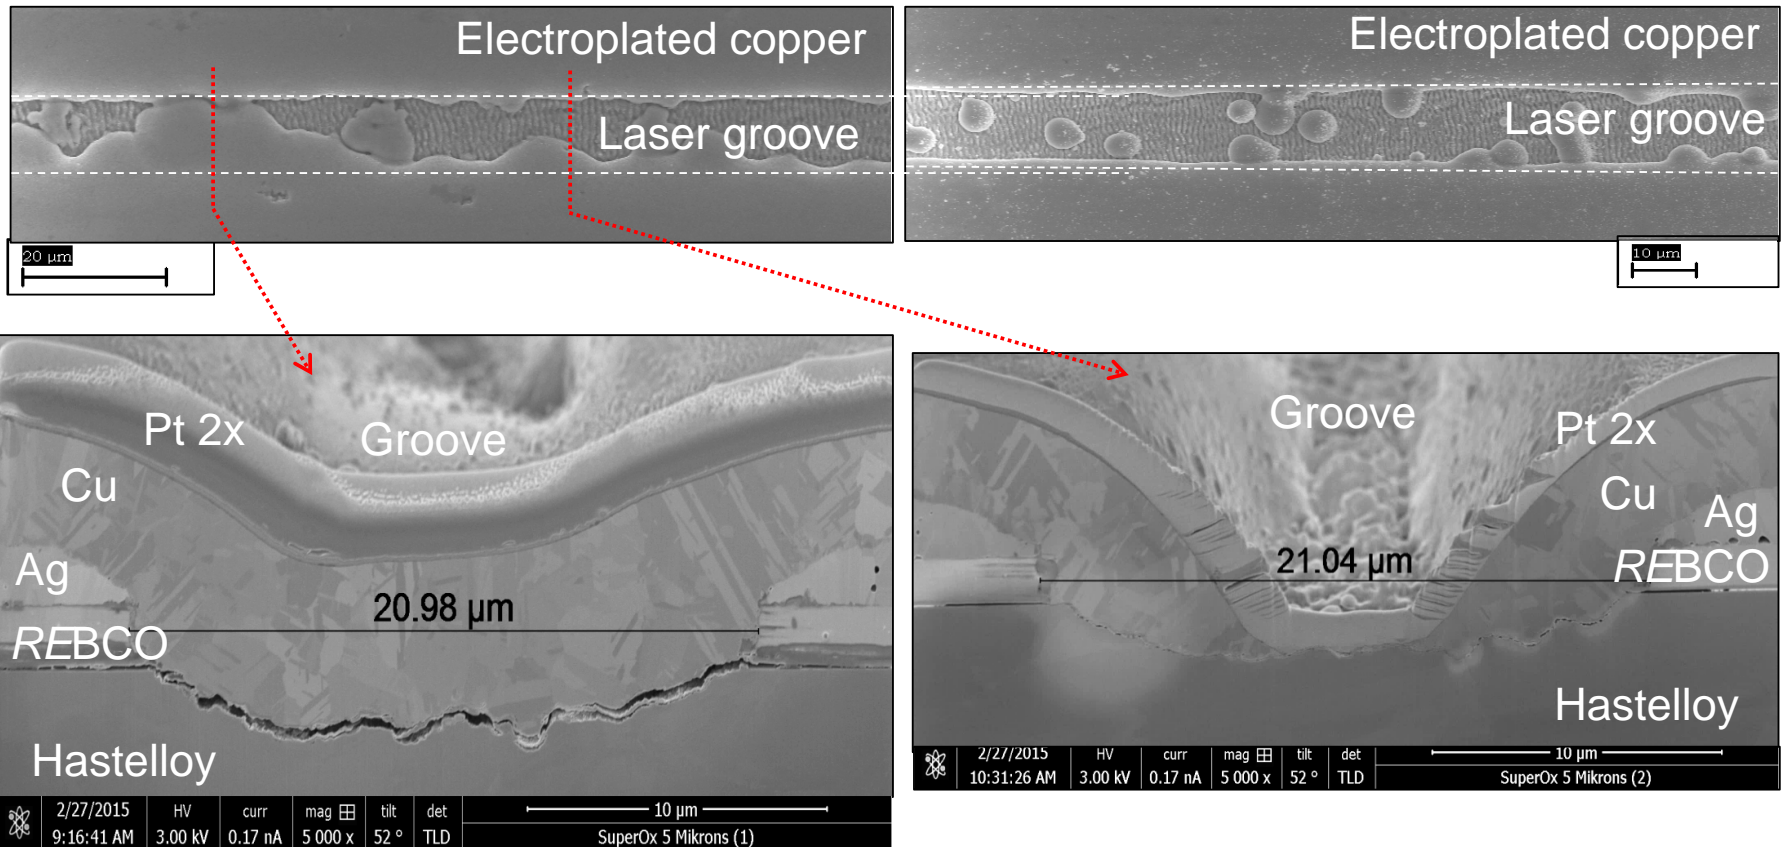 Electroplated copper
Laser groove
20 µm
Electroplated copper
Laser groove
10 µm
Pt 2x
Groove
Cu
Ag
20.98 µm
REBCO
Hastelloy
2/27/2015 HV curr mag tilt det 10 µm
9:16:41 AM 3.00 kV 0.17 nA 5 000 x 52 ° TLD SuperOx 5 Mikrons (1)
Groove
Pt 2x
Cu
Ag
21.04 µm
REBCO
Hastelloy
2/27/2015 HV curr mag tilt det 10 µm
10:31:26 AM 3.00 kV 0.17 nA 5 000 x 52 ° TLD SuperOx 5 Mikrons (2)